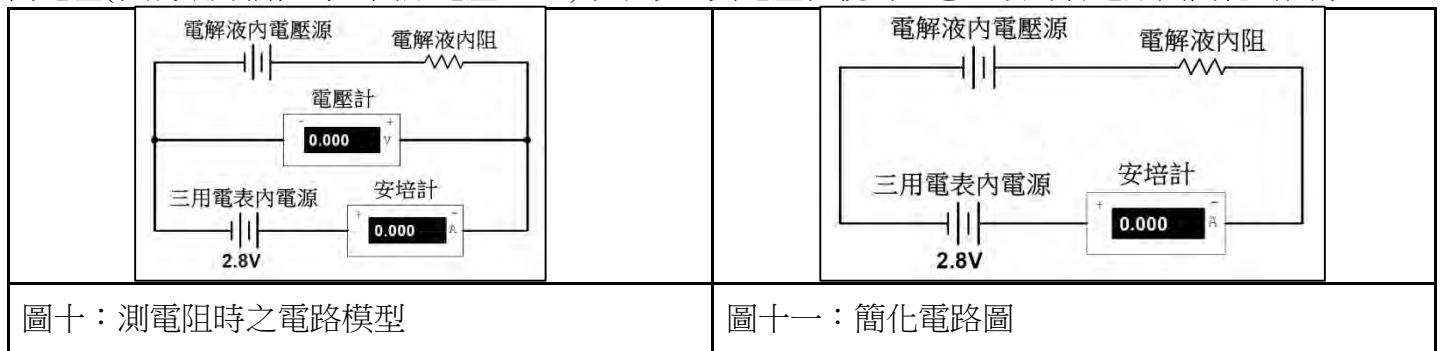 電解液內電壓源
電解液內阻
電壓計
- +
0.000 V
三用電表內電源
安培計
+ -
0.000 A
2.8V
圖十：測電阻時之電路模型
電解液內電壓源
電解液內阻
三用電表內電源
安培計
+ -
0.000 A
2.8V
圖十一：簡化電路圖